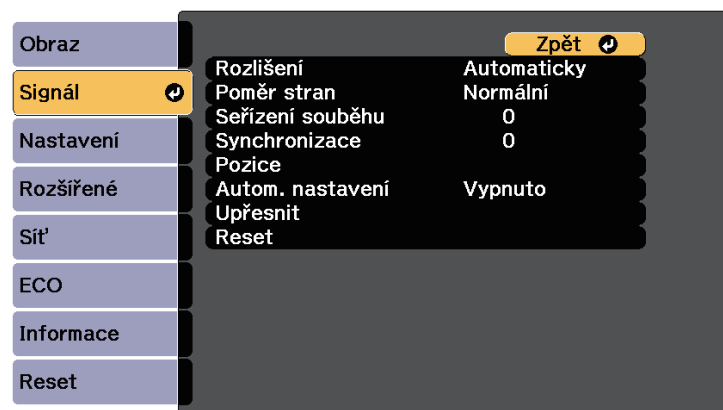 Obraz
Signál
Nastavení
Rozšířené
Síť
ECO
Informace
Reset
Zpět
Rozlišení Automaticky
Poměr stran Normální
Seřízení souběhu 0
Synchronizace 0
Pozice
Autom. nastavení Vypnuto
Upřesnit
Reset